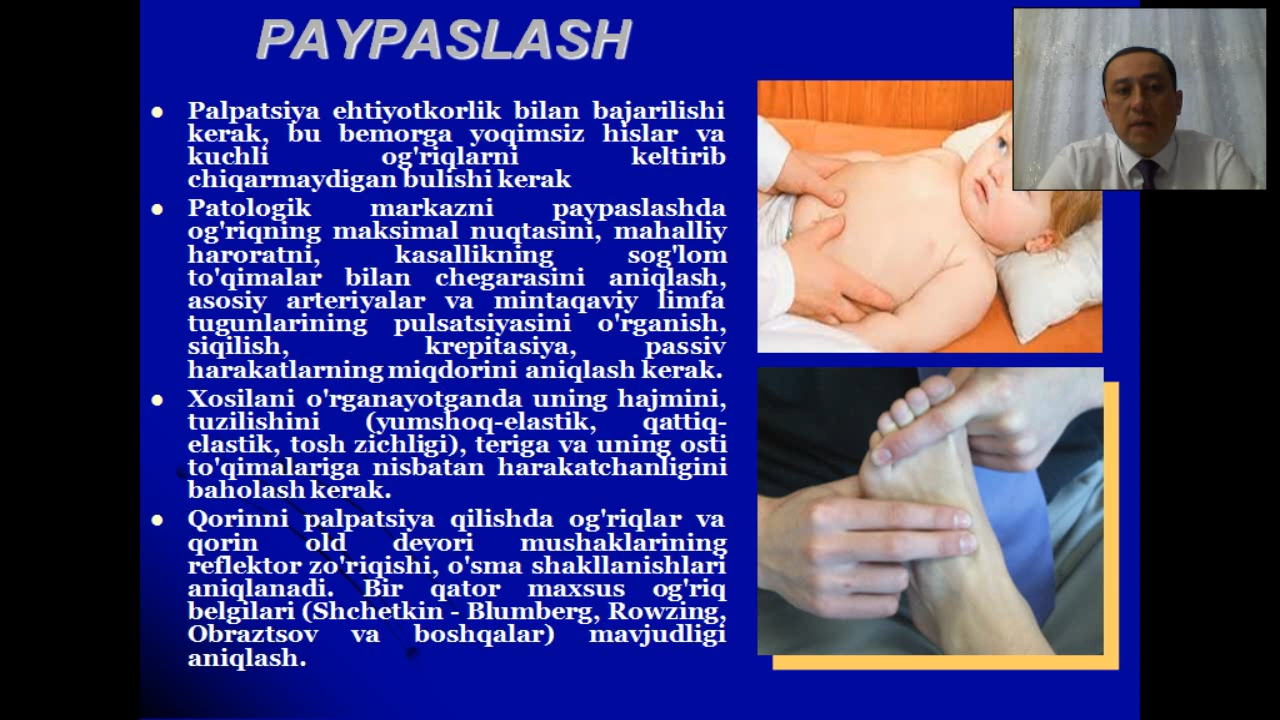 PAYPASLASH
Palpatsiya ehtiyotkorlik bilan bajarilishi
kerak, bu bemorga yoqimsiz hislar va
kuchli og'riqlarni keltirib
chiqarmaydigan bulishi kerak
Patologik markazni paypaslashda
og'riqning maksimal nuqtasini, mahalliy
haroratni, kasallikning sog'lom
to'qimalar bilan chegarasini aniqlash,
asosiy arteriyalar va mintaqaviy limfa
tugunlarining pulsatsiyasini o'rganish,
siqilish, krepitasiya, passiv
harakatlarning miqdorini aniqlash kerak.
Xosilani o'rganayotganda uning hajmini,
tuzilishini (yumshoq-elastik, qattiq-
elastik, tosh zichligi), teriga va uning osti
to'qimalariga nisbatan harakatchanligini
baholash kerak.
Qorinni palpatsiya qilishda og'riqlar va
qorin old devori mushaklarining
reflektor zo'riqishi, o'sma shakllanishlari
aniqlanadi. Bir qator maxsus og'riq
belgilari (Shchetkin - Blumberg, Rowzing,
Obraztsov va boshqalar) mavjudligi
aniqlash.